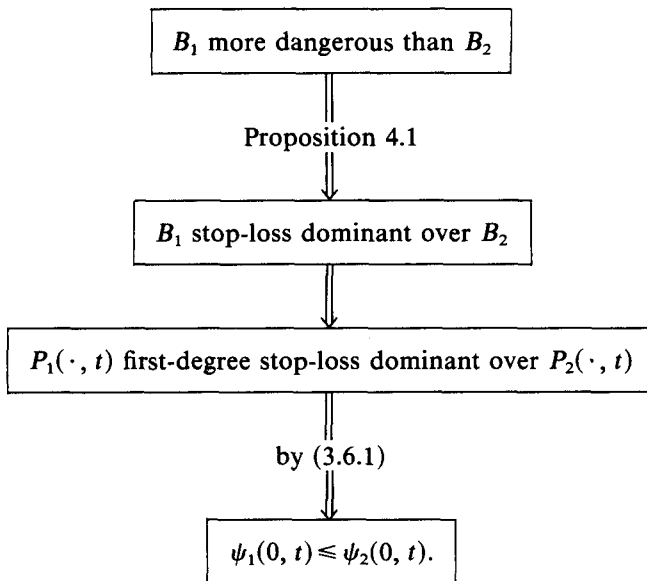 B₁ more dangerous than B₂
Proposition 4.1
B₁ stop-loss dominant over B₂
P₁(·, t) first-degree stop-loss dominant over P₂(·, t)
by (3.6.1)
ψ₁(0, t) ⩽ ψ₂(0, t).